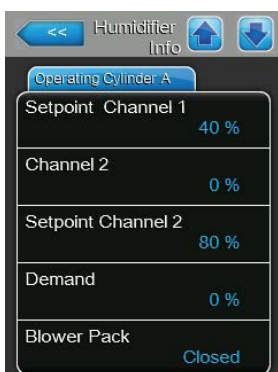 << Humidifier
Info
Operating Cylinder A
Setpoint Channel 1
40 %
Channel 2
0 %
Setpoint Channel 2
80 %
Demand
0 %
Blower Pack
Closed